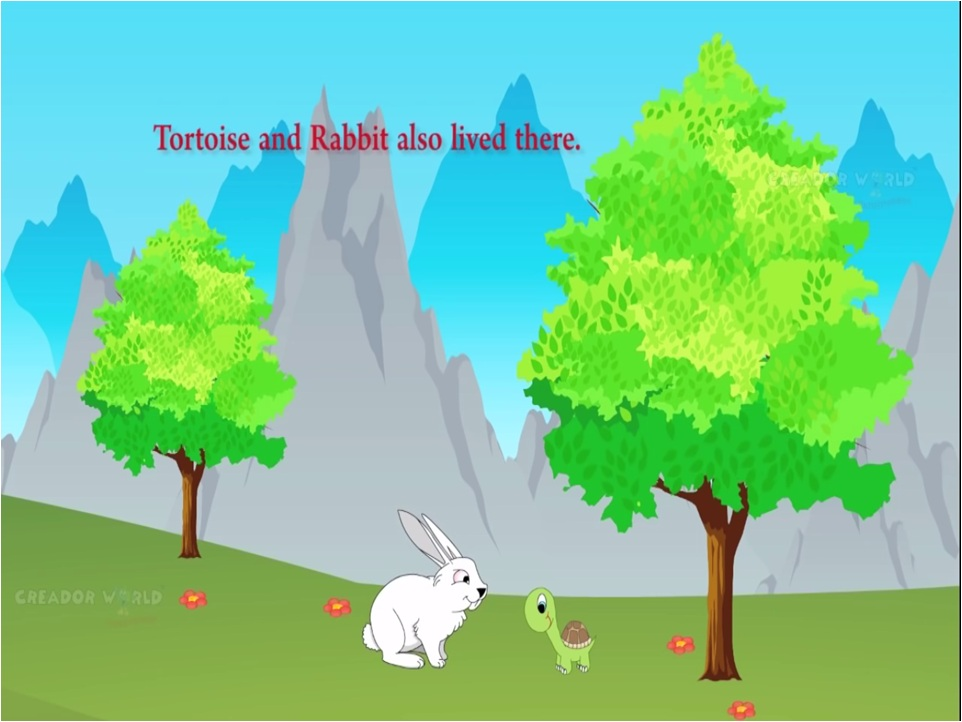 Tortoise and Rabbit also lived there.
CREADOR WORLD
CREADOR WORLD